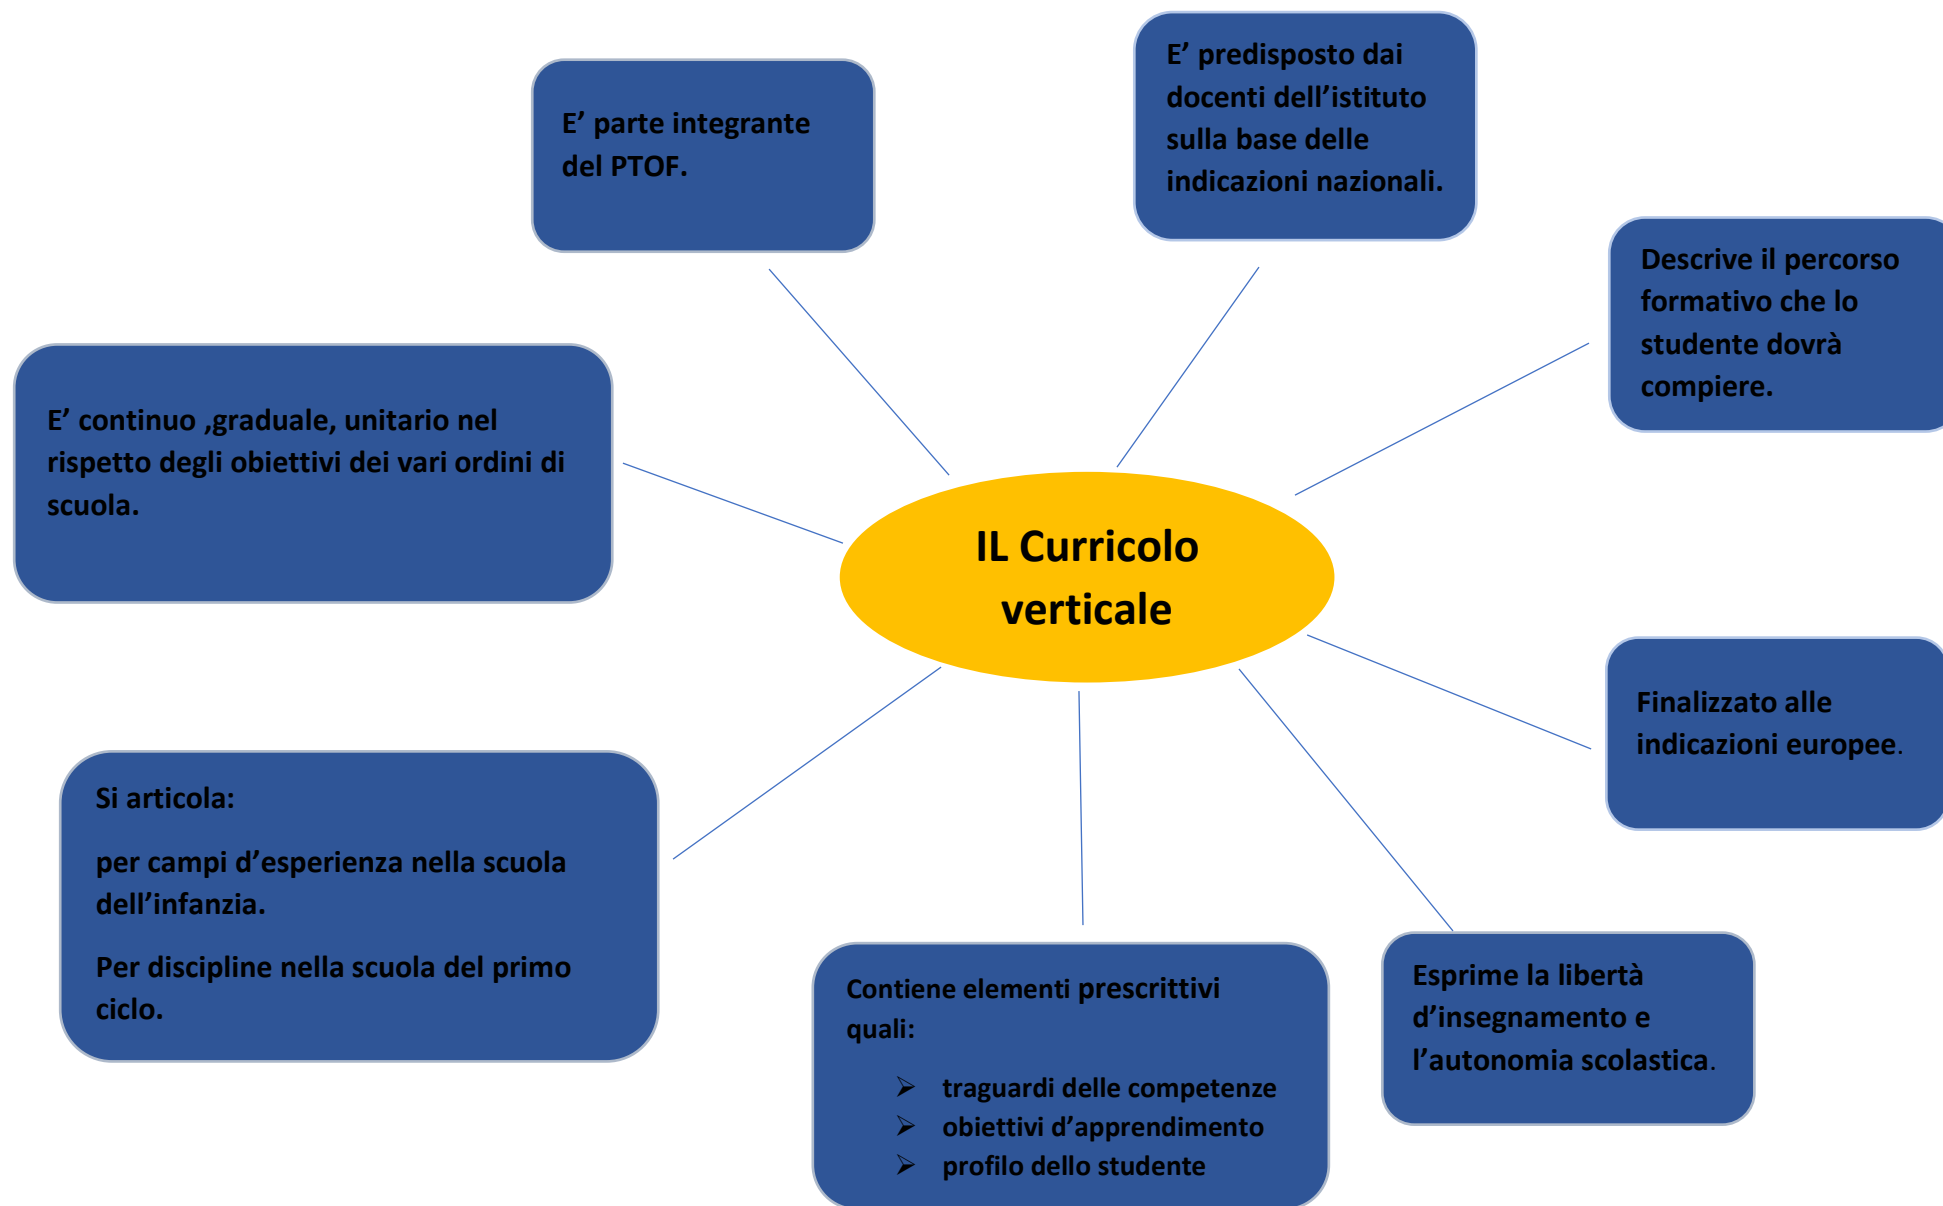 E’ parte integrante
del PTOF.
E’ predisposto dai
docenti dell’istituto
sulla base delle
indicazioni nazionali.
Descrive il percorso
formativo che lo
studente dovrà
compiere.
E’ continuo ,graduale, unitario nel
rispetto degli obiettivi dei vari ordini di
scuola.
IL Curricolo
verticale
Finalizzato alle
indicazioni europee.
Si articola:
per campi d’esperienza nella scuola
dell’infanzia.
Per discipline nella scuola del primo
ciclo.
Contiene elementi prescrittivi
quali:
➢ traguardi delle competenze
➢ obiettivi d’apprendimento
➢ profilo dello studente
Esprime la libertà
d’insegnamento e
l’autonomia scolastica.